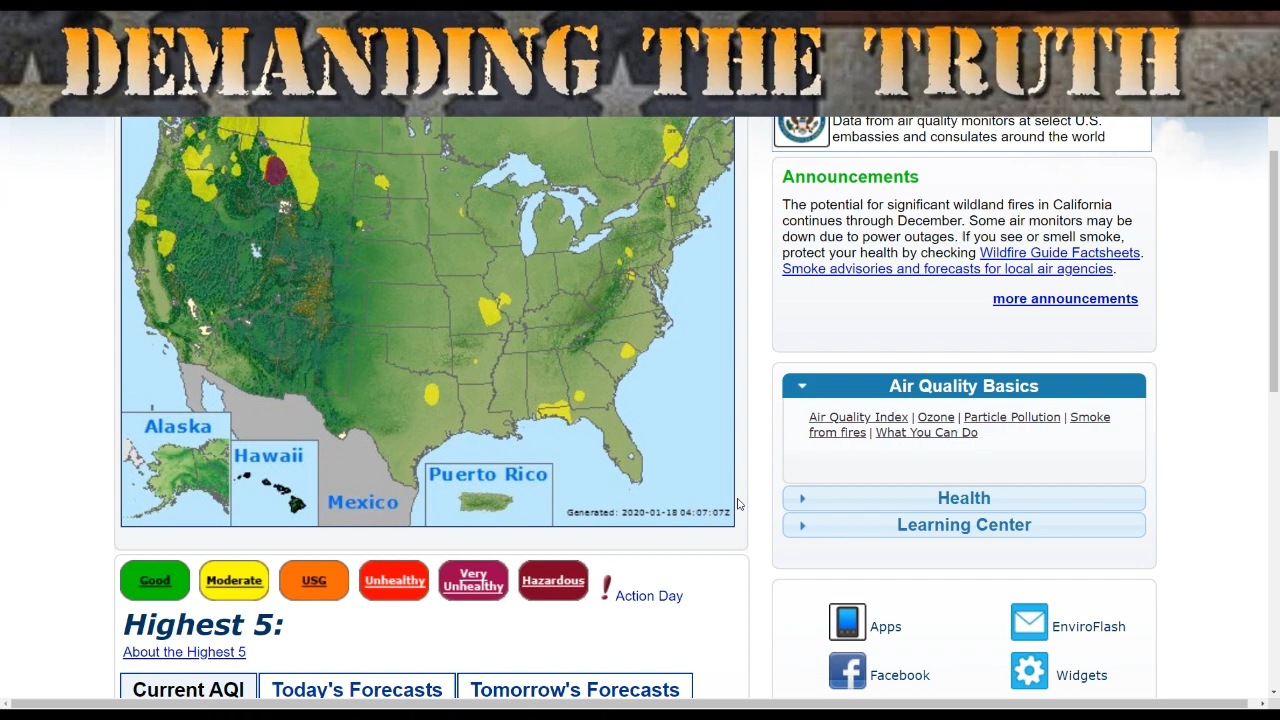 DEMANDING THE TRUTH
Data from air quality monitors at select U.S.
embassies and consulates around the world
Announcements
The potential for significant wildland fires in California
continues through December. Some air monitors may be
down due to power outages. If you see or smell smoke,
protect your health by checking Wildfire Guide Factsheets.
Smoke advisories and forecasts for local air agencies.
more announcements
Air Quality Basics
Air Quality Index | Ozone | Particle Pollution | Smoke
from fires | What You Can Do
Health
Learning Center
Alaska
Hawaii
Mexico
Puerto Rico
Generated: 2020-01-18 04:07:07Z
Good
Moderate
USG
Unhealthy
Very
Unhealthy
Hazardous
! Action Day
Highest 5:
About the Highest 5
Current AQI
Today's Forecasts
Tomorrow's Forecasts
Apps
EnviroFlash
Facebook
Widgets